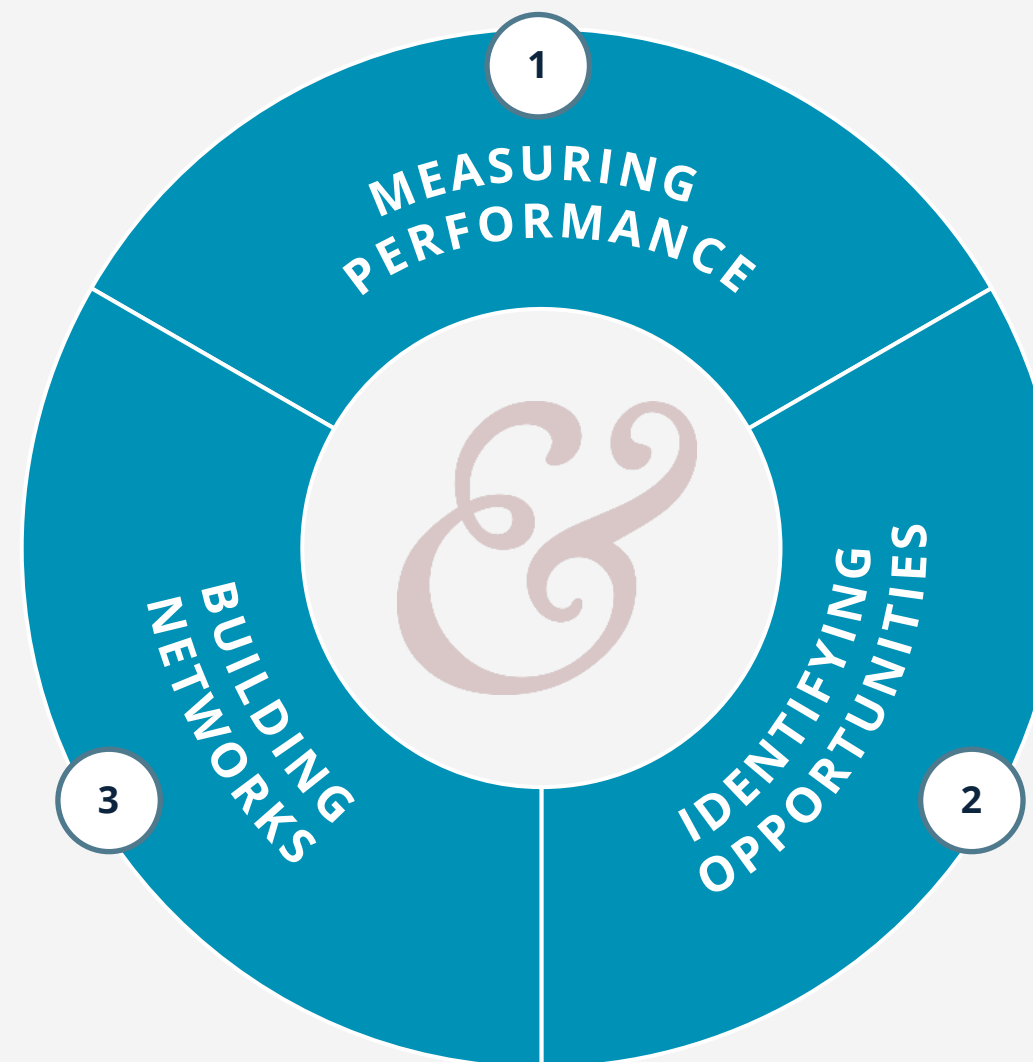 1
MEASURING
PERFORMANCE
&
IDENTIFYING
OPPORTUNITIES
2
BUILDING
NETWORKS
3